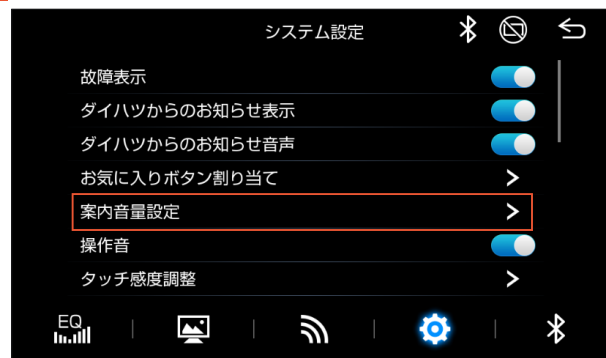 システム設定
故障表示
ダイハツからのお知らせ表示
ダイハツからのお知らせ音声
お気に入りボタン割り当て
案内音量設定
操作音
タッチ感度調整
EQ